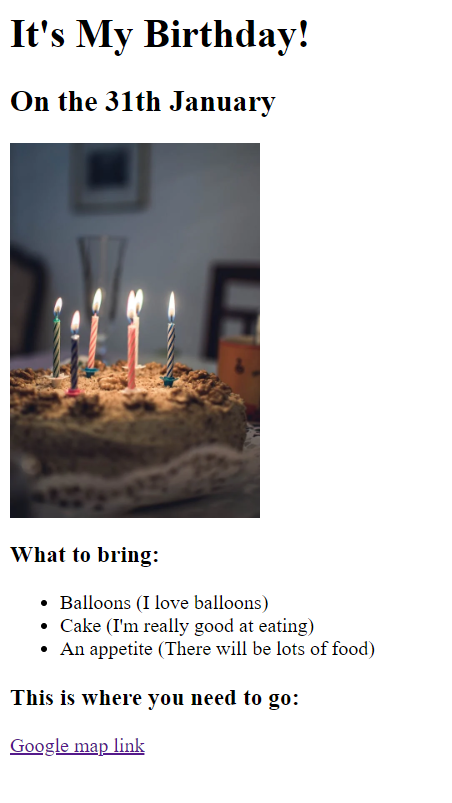 It's My Birthday!
On the 31th January
What to bring:
Balloons (I love balloons)
Cake (I'm really good at eating)
An appetite (There will be lots of food)
This is where you need to go:
Google map link